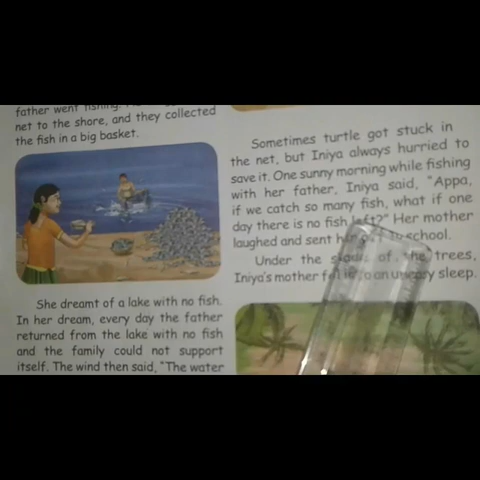 father went fishing.
net to the shore, and they collected
the fish in a big basket.
Sometimes turtle got stuck in
the net, but Iniya always hurried to
save it. One sunny morning while fishing
with her father, Iniya said, "Appa,
if we catch so many fish, what if one
day there is no fish left?" Her mother
laughed and sent her off to school.
Under the shade of the trees,
Iniya's mother fell into an uneasy sleep.
She dreamt of a lake with no fish.
In her dream, every day the father
returned from the lake with no fish
and the family could not support
itself. The wind then said, "The water